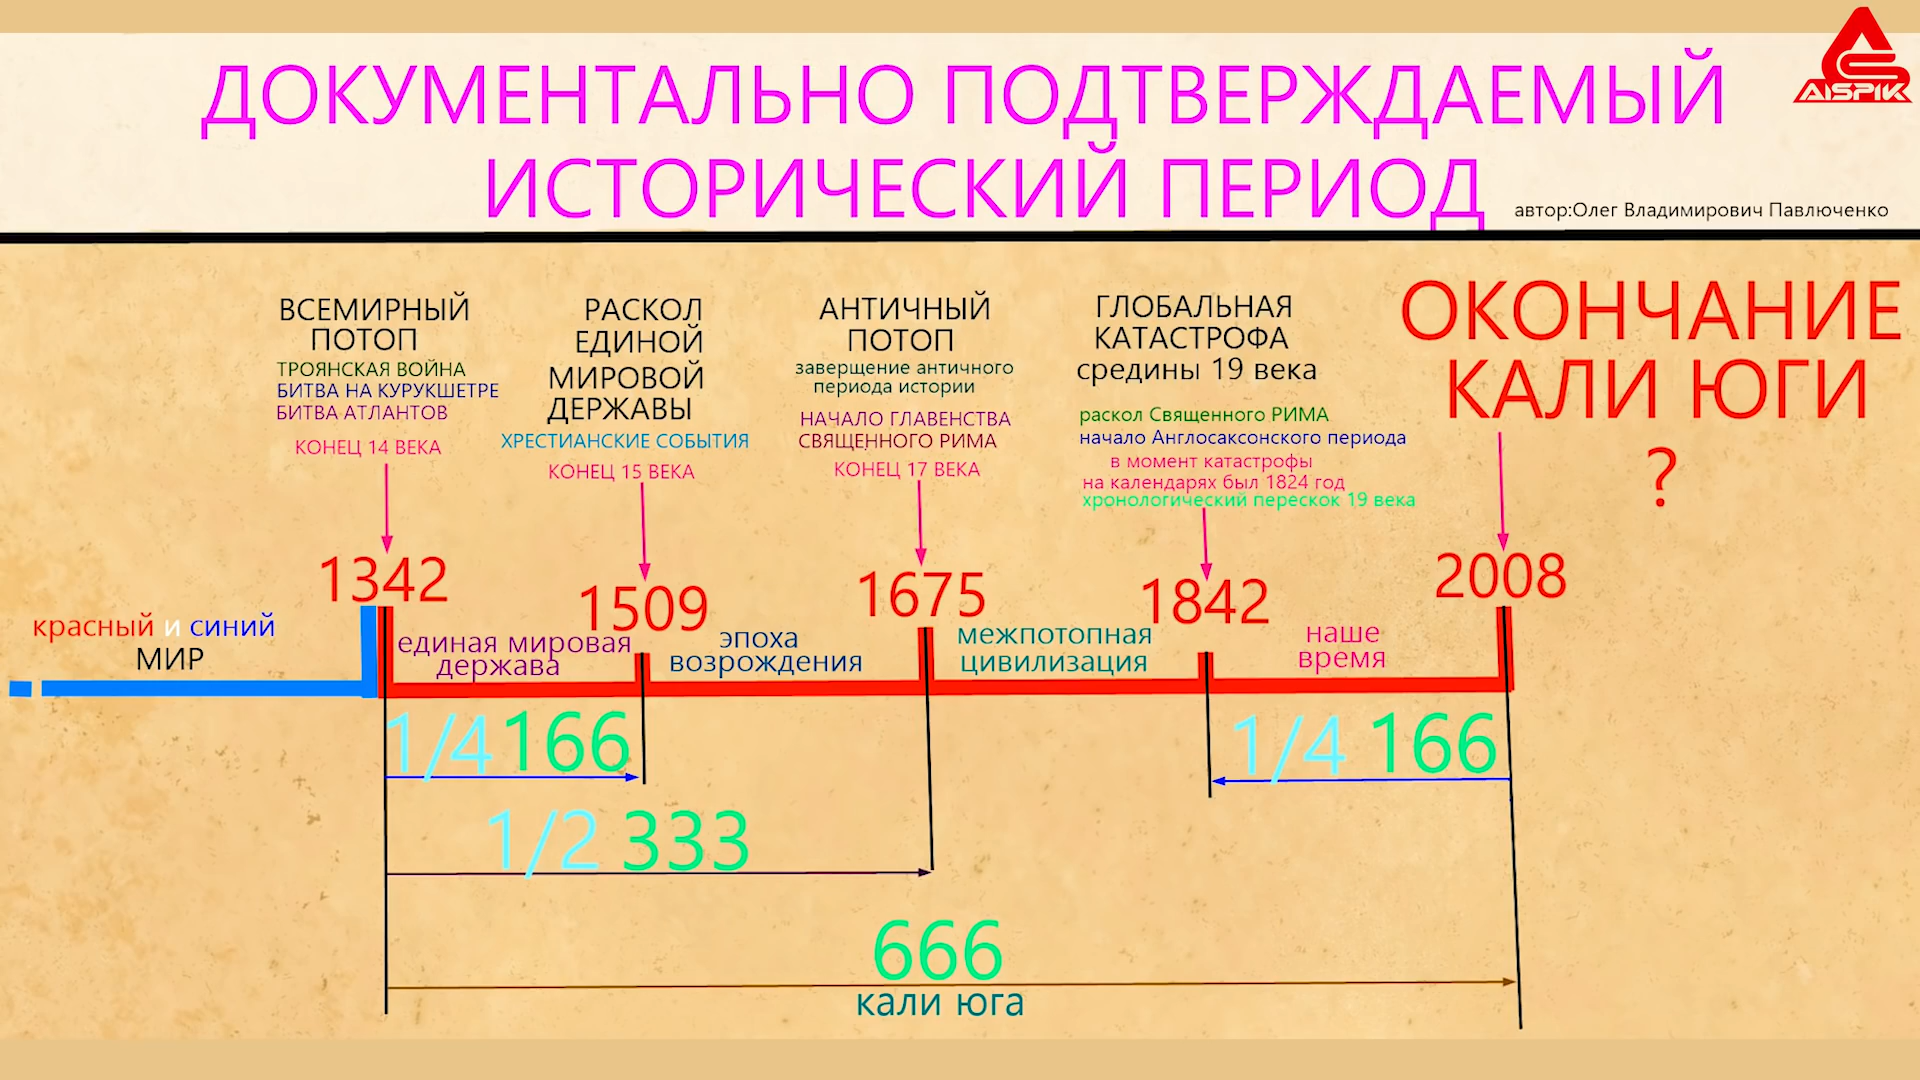 ДОКУМЕНТАЛЬНО ПОДТВЕРЖДАЕМЫЙ
ИСТОРИЧЕСКИЙ ПЕРИОД
автор:Олег Владимирович Павлюченко
AISPIK
ВСЕМИРНЫЙ
ПОТОП
ТРОЯНСКАЯ ВОЙНА
БИТВА НА КУРУКШЕТРЕ
БИТВА АТЛАНТОВ
КОНЕЦ 14 ВЕКА
РАСКОЛ
ЕДИНОЙ
МИРОВОЙ
ДЕРЖАВЫ
ХРЕСТИАНСКИЕ СОБЫТИЯ
КОНЕЦ 15 ВЕКА
АНТИЧНЫЙ
ПОТОП
заверщение античного
периода истории
НАЧАЛО ГЛАВЕНСТВА
СВЯЩЕННОГО РИМА
КОНЕЦ 17 ВЕКА
ГЛОБАЛЬНАЯ
КАТАСТРОФА
средины 19 века
раскол Священного РИМА
начало Англосаксонского периода
в момент катастрофы
на календарях был 1824 год
хронологический перескок 19 века
ОКОНЧАНИЕ
КАЛИ ЮГИ
?
1342
1509
1675
1842
2008
красный и синий
МИР
единая мировая
держава
эпоха
возрождения
межпотопная
цивилизация
наше
время
1/4 166
1/4 166
1/2 333
666
кали юга